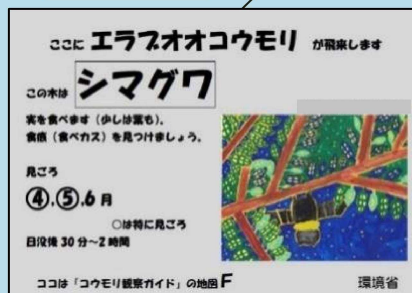 ここに エラブオオコウモリ が飛来します
この木は シマグワ
実を食べます(少しは葉も)。
食痕(食べカス)を見つけましょう。
見ごろ
④.⑤.6 月
○は特に見ごろ
日没後 30 分~2 時間
ココは「コウモリ観察ガイド」の地図 F
環境省